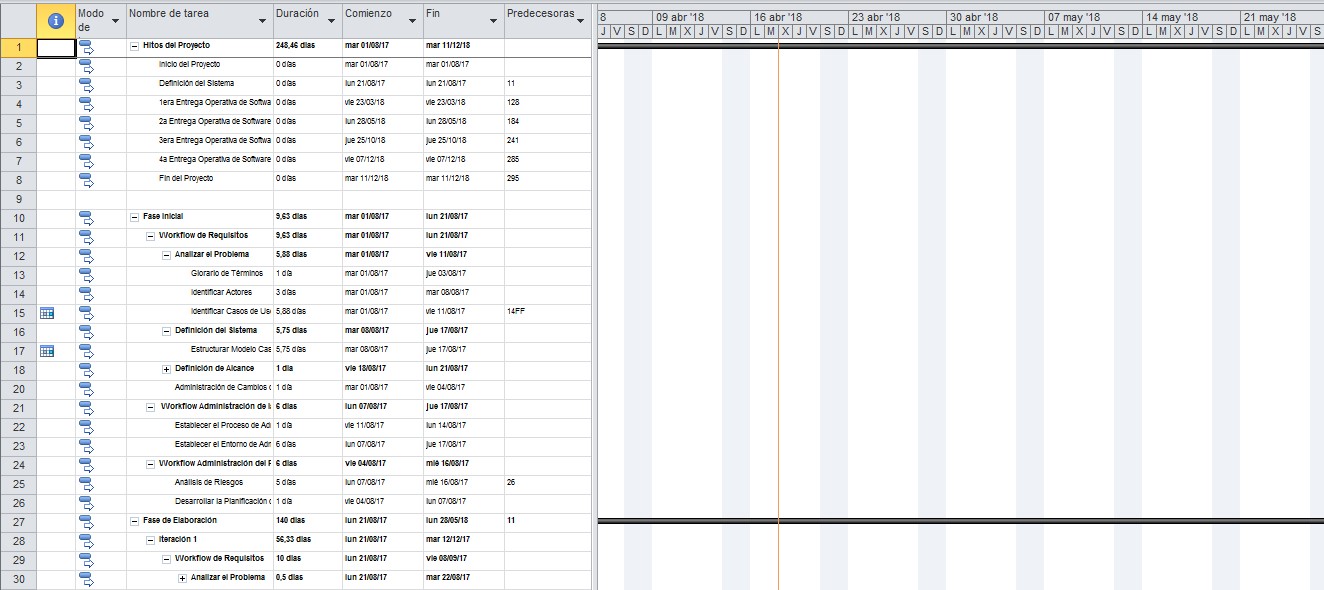 Modo de Nombre de tarea Duración Comienzo Fin Predecesoras
8 09 abr '18 16 abr '18 23 abr '18 30 abr '18 07 may '18 14 may '18 21 may '18
J V S D L M X J V S D L M X J V S D L M X J V S D L M X J V S D L M X J V S D L M X J V S D L M X J V S
1 Hitos del Proyecto 248,46 días mar 01/08/17 mar 11/12/18
2 Inicio del Proyecto 0 días mar 01/08/17 mar 01/08/17
3 Definición del Sistema 0 días lun 21/08/17 lun 21/08/17 11
4 1era Entrega Operativa de Softwa 0 días vie 23/03/18 vie 23/03/18 128
5 2a Entrega Operativa de Software 0 días lun 28/05/18 lun 28/05/18 184
6 3era Entrega Operativa de Softwa 0 días jue 25/10/18 jue 25/10/18 241
7 4a Entrega Operativa de Software 0 días vie 07/12/18 vie 07/12/18 285
8 Fin del Proyecto 0 días mar 11/12/18 mar 11/12/18 295
9
10 Fase Inicial 9,63 días mar 01/08/17 lun 21/08/17
11 Workflow de Requisitos 9,63 días mar 01/08/17 lun 21/08/17
12 Analizar el Problema 5,88 días mar 01/08/17 vie 11/08/17
13 Glorario de Términos 1 día mar 01/08/17 jue 03/08/17
14 Identificar Actores 3 días mar 01/08/17 mar 08/08/17
15 Identificar Casos de Us 5,88 días mar 01/08/17 vie 11/08/17 14FF
16 Definición del Sistema 5,75 días mar 08/08/17 jue 17/08/17
17 Estructurar Modelo Cas 5,75 días mar 08/08/17 jue 17/08/17
18 Definición de Alcance 1 día vie 18/08/17 lun 21/08/17
20 Administración de Cambios 1 día mar 01/08/17 vie 04/08/17
21 Workflow Administración de 6 días lun 07/08/17 jue 17/08/17
22 Establecer el Proceso de Ad 1 día vie 11/08/17 lun 14/08/17
23 Establecer el Entorno de Adr 6 días lun 07/08/17 jue 17/08/17
24 Workflow Administración del 6 días vie 04/08/17 mié 16/08/17
25 Análisis de Riesgos 5 días lun 07/08/17 mié 16/08/17 26
26 Desarrollar la Planificación 1 día vie 04/08/17 lun 07/08/17
27 Fase de Elaboración 140 días lun 21/08/17 lun 28/05/18 11
28 Iteración 1 56,33 días lun 21/08/17 mar 12/12/17
29 Workflow de Requisitos 10 días lun 21/08/17 vie 08/09/17
30 Analizar el Problema 0,5 días lun 21/08/17 mar 22/08/17